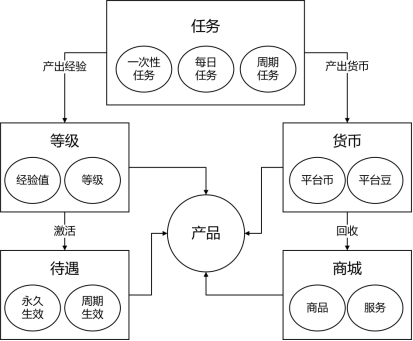 任务
一次性
任务
每日
任务
周期
任务
产出经验
产出货币
等级
经验值
等级
货币
平台币
平台豆
产品
激活
回收
待遇
永久
生效
周期
生效
商城
商品
服务